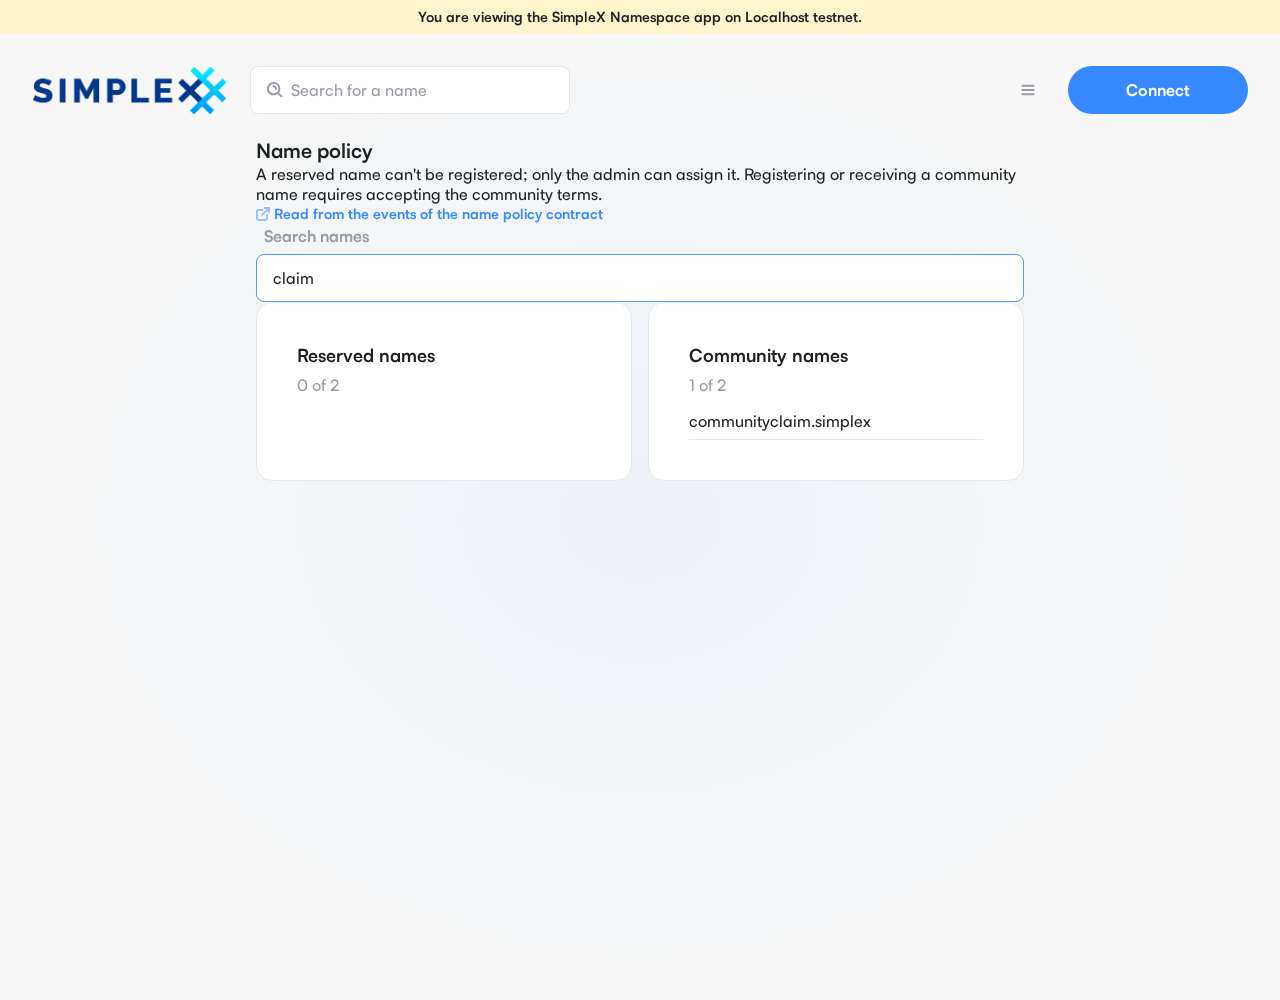 You are viewing the SimpleX Namespace app on Localhost testnet.
SIMPLEX
Search for a name
Connect
Name policy
A reserved name can't be registered; only the admin can assign it. Registering or receiving a community
name requires accepting the community terms.
Read from the events of the name policy contract
Search names
claim
Reserved names
0 of 2
Community names
1 of 2
communityclaim.simplex